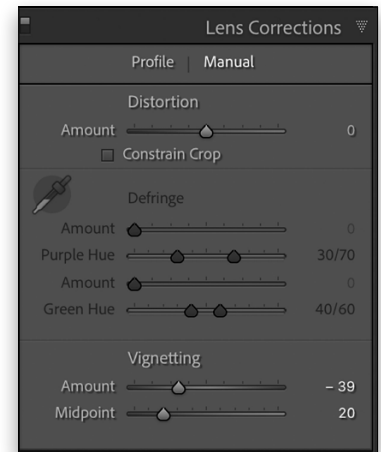 Lens Corrections
Profile | Manual
Distortion
Amount 0
Constrain Crop
Defringe
Amount 0
Purple Hue 30/70
Amount 0
Green Hue 40/60
Vignetting
Amount – 39
Midpoint 20